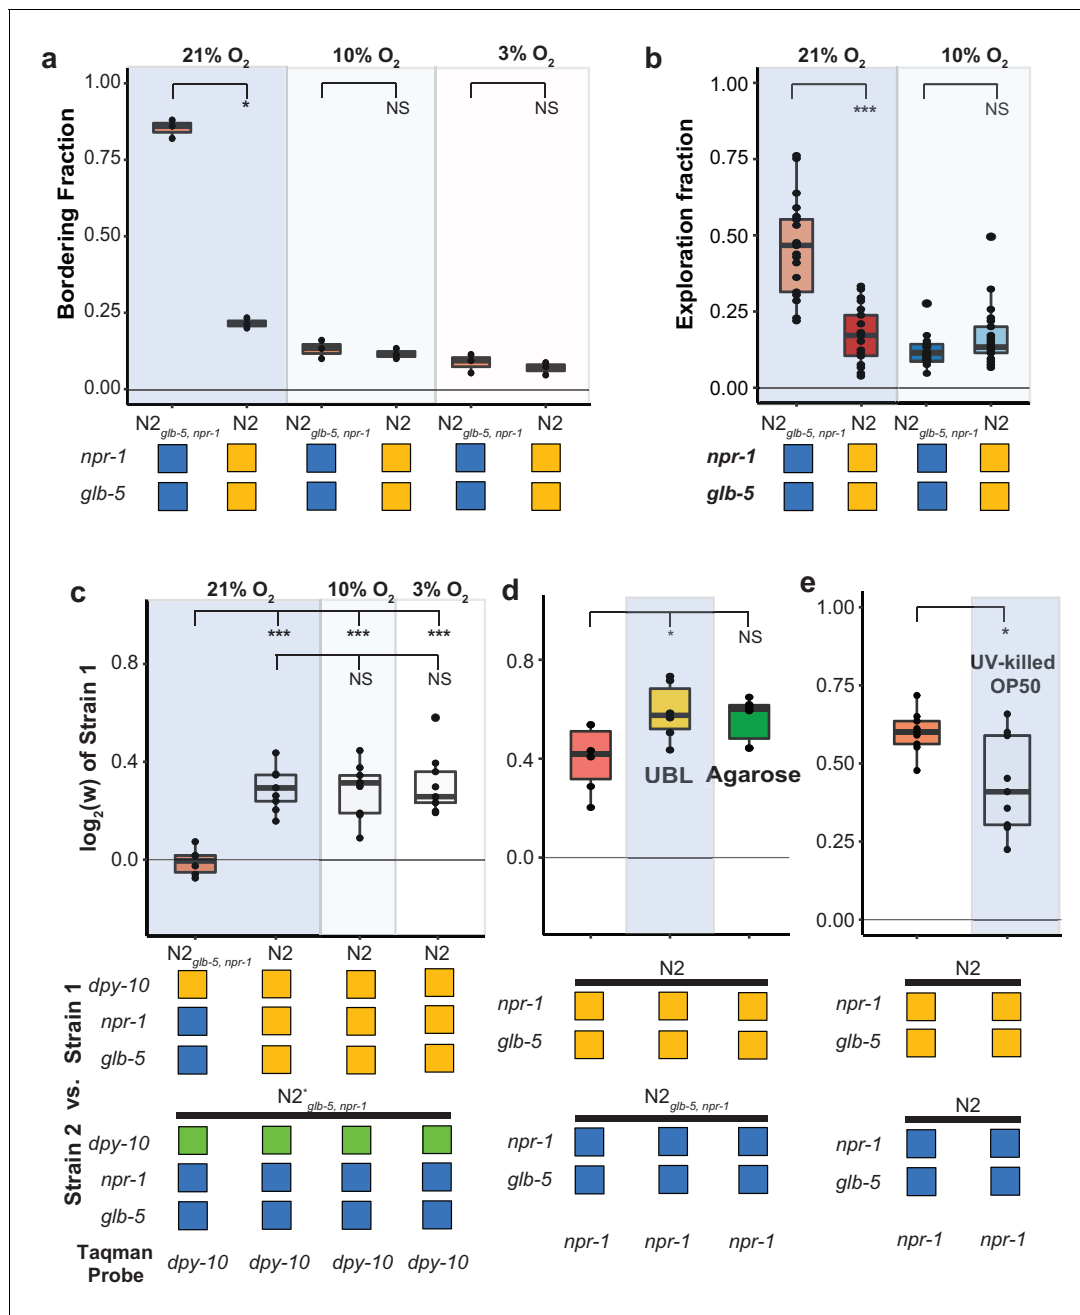 a
21% O2
10% O2
3% O2
Bordering Fraction
1.00
0.75
0.50
0.25
0.00
*
NS
NS
N2glb-5, npr-1
N2
N2glb-5, npr-1
N2
N2glb-5, npr-1
N2
npr-1
glb-5
b
21% O2
10% O2
Exploration fraction
1.00
0.75
0.50
0.25
0.00
***
NS
N2glb-5, npr-1
N2
N2glb-5, npr-1
N2
npr-1
glb-5
c
21% O2
10% O2
3% O2
log2(w) of Strain 1
0.8
0.4
0.0
***
***
***
NS
NS
N2glb-5, npr-1
N2
N2
N2
Strain 2 vs. Strain 1
dpy-10
npr-1
glb-5
N2*glb-5, npr-1
dpy-10
npr-1
glb-5
Taqman
Probe
dpy-10
dpy-10
dpy-10
dpy-10
d
0.8
0.4
0.0
*
NS
UBL
Agarose
N2
npr-1
glb-5
N2glb-5, npr-1
npr-1
glb-5
npr-1
npr-1
npr-1
e
1.00
0.75
0.50
0.25
0.00
*
UV-killed
OP50
N2
npr-1
glb-5
N2
npr-1
glb-5
npr-1
npr-1